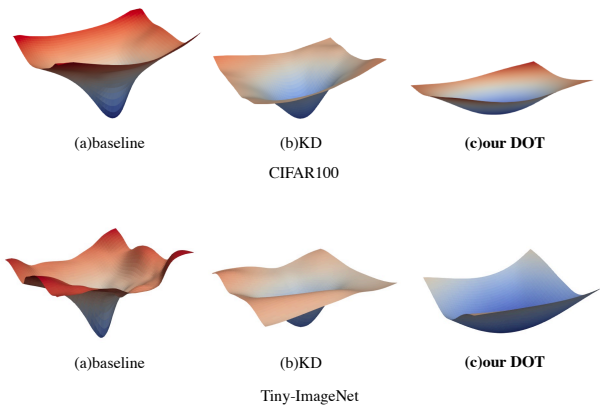 (a)baseline (b)KD (c)our DOT
CIFAR100
(a)baseline (b)KD (c)our DOT
Tiny-ImageNet